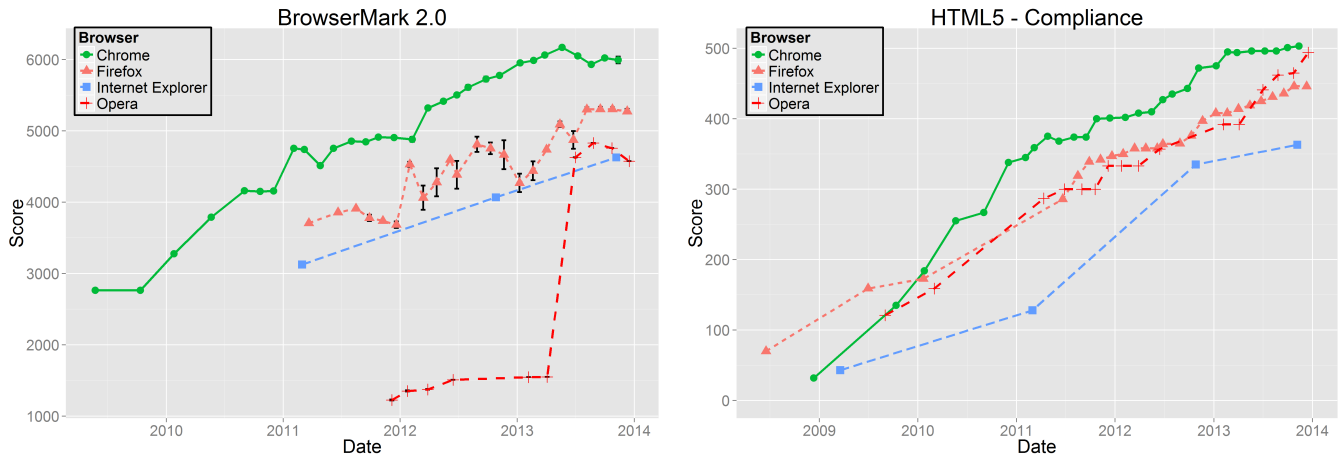 BrowserMark 2.0
Browser
Chrome
Firefox
Internet Explorer
Opera
6000
5000
4000
3000
2000
1000
Score
2010 2011 2012 2013 2014
Date
HTML5 - Compliance
Browser
Chrome
Firefox
Internet Explorer
Opera
500
400
300
200
100
0
Score
2009 2010 2011 2012 2013 2014
Date